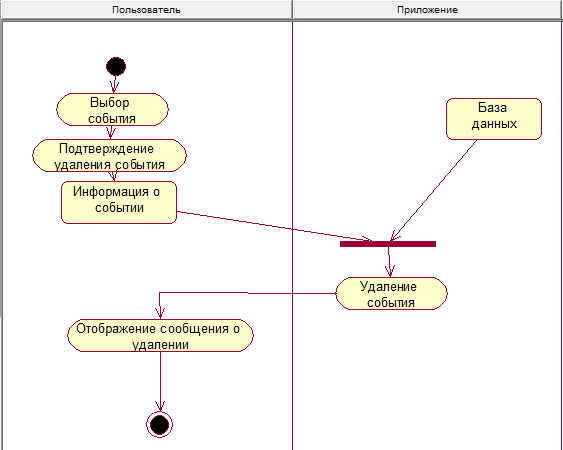 Пользователь
Приложение
Выбор
события
База
данных
Подтверждение
удаления события
Информация о
событии
Удаление
события
Отображение сообщения о
удалении